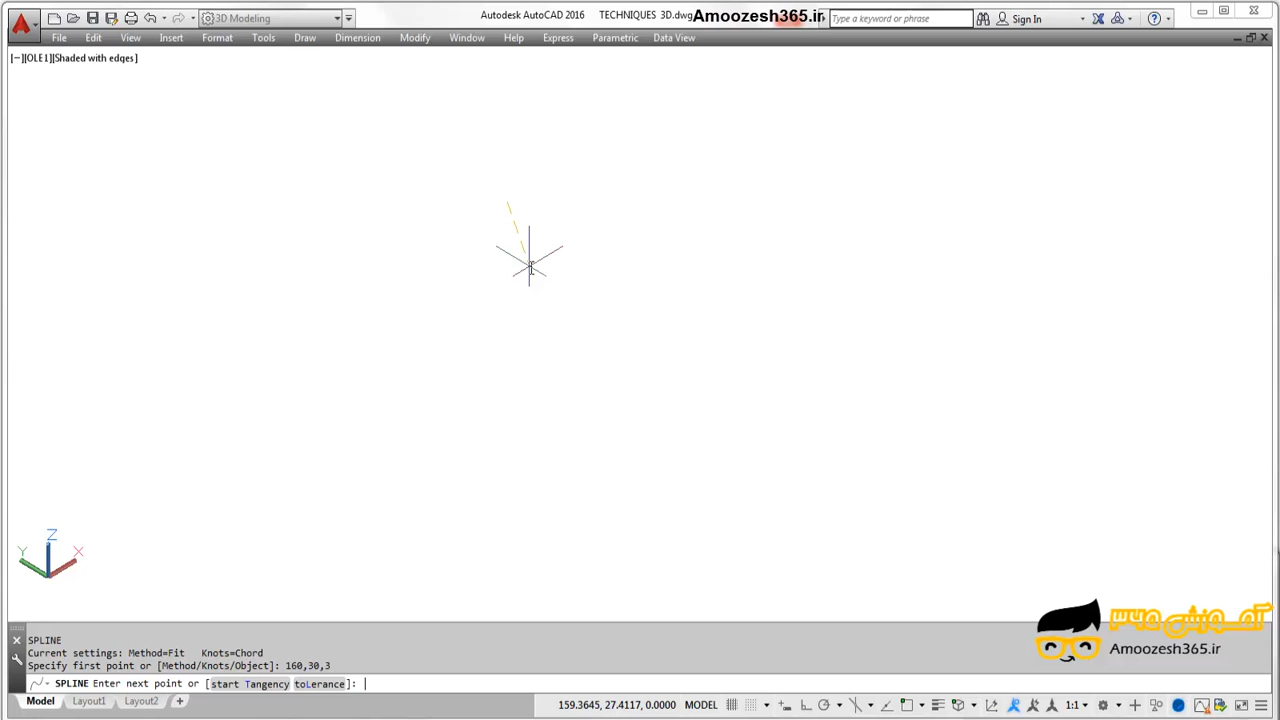 3D Modeling
Autodesk AutoCAD 2016 TECHNIQUES 3D.dwg
Amoozesh365.ir
Type a keyword or phrase
Sign In
File Edit View Insert Format Tools Draw Dimension Modify Window Help Express Parametric Data View
[−][OLE1][Shaded with edges]
Z
Y
X
SPLINE
Current settings: Method=Fit Knots=Chord
Specify first point or [Method/Knots/Object]: 160,30,3
SPLINE Enter next point or [start Tangency toLerance]:
آموزش ۳۶۵
Amoozesh365.ir
Model Layout1 Layout2 +
159.3645, 27.4117, 0.0000 MODEL 1:1